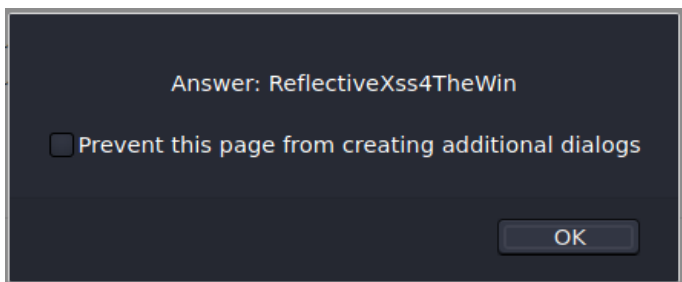 Answer: ReflectiveXss4TheWin
Prevent this page from creating additional dialogs
OK